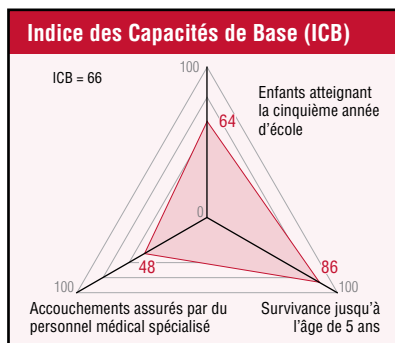 Indice des Capacités de Base (ICB)
ICB = 66
100
Enfants atteignant
la cinquième année
d'école
64
0
48
86
100
100
Accouchements assurés par du
personnel médical spécialisé
Survivance jusqu'à
l'âge de 5 ans